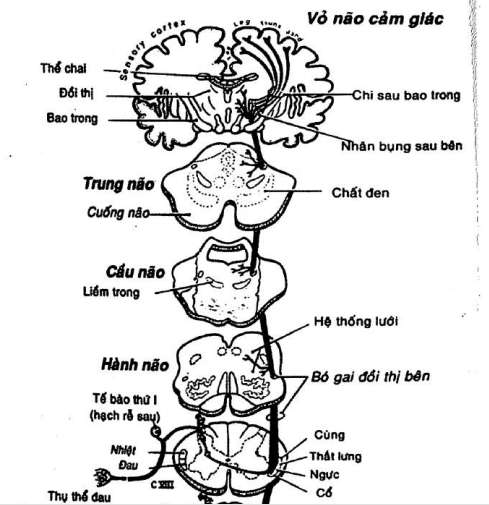 Vỏ não cảm giác
Sensory cortex
Leg trunk
Thể chai
Đồi thị
Bao trong
Chi sau bao trong
Nhân bụng sau bên
Trung não
Chất đen
Cuống não
Cầu não
Liềm trong
Hệ thống lưới
Hành não
Bó gai đồi thị bên
Tế bào thứ I
(hạch rễ sau)
Nhiệt
Đau
C VIII
Thụ thể đau
Cùng
Thắt lưng
Ngực
Cổ